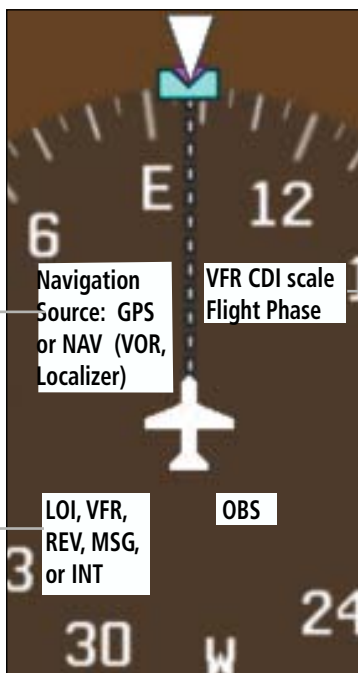 E
12
6
Navigation
Source: GPS
or NAV (VOR,
Localizer)
VFR CDI scale
Flight Phase
LOI, VFR,
REV, MSG,
or INT
OBS
3
30
W
24